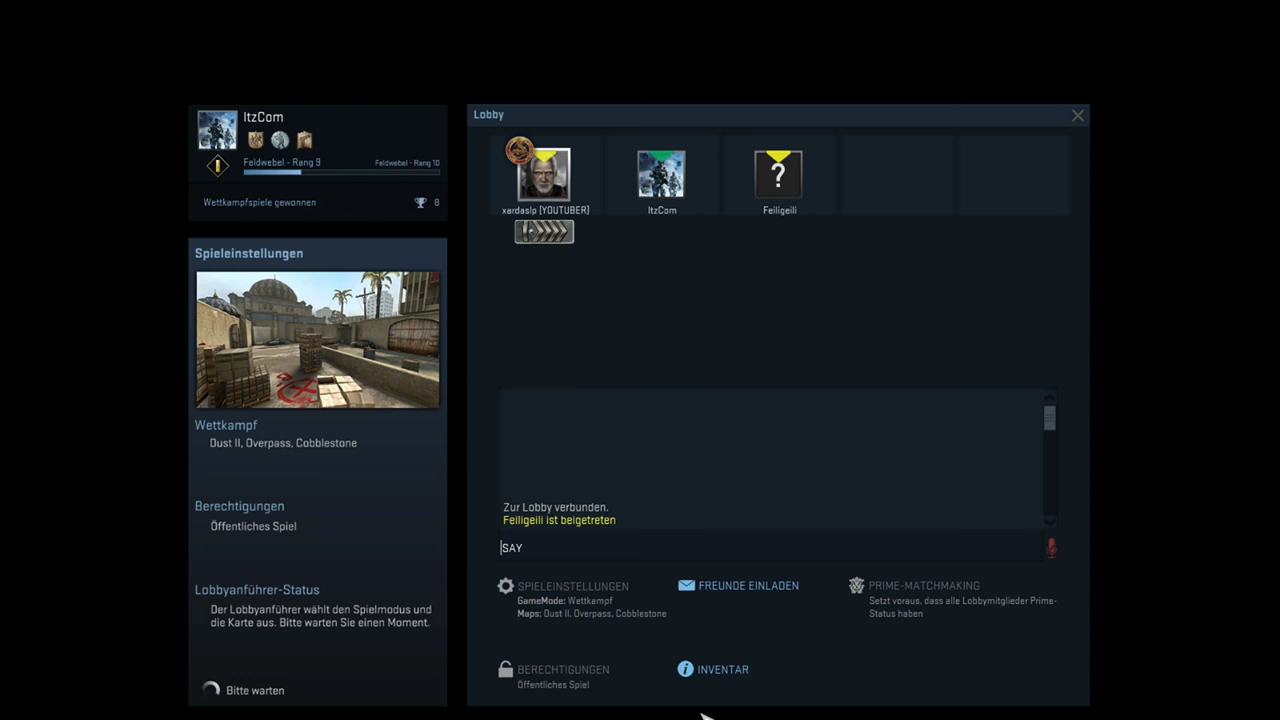 ItzCom
Feldwebel - Rang 9
Feldwebel - Rang 10
Wettkampfspiele gewonnen
8
Spieleinstellungen
Wettkampf
Dust II, Overpass, Cobblestone
Berechtigungen
Öffentliches Spiel
Lobbyanführer-Status
Der Lobbyanführer wählt den Spielmodus und
die Karte aus. Bitte warten Sie einen Moment.
Bitte warten
Lobby
xardaslp [YOUTUBER]
ItzCom
?
Feiligeili
Zur Lobby verbunden.
Feiligeili ist beigetreten
SAY
SPIELEINSTELLUNGEN
GameMode: Wettkampf
Maps: Dust II, Overpass, Cobblestone
FREUNDE EINLADEN
PRIME-MATCHMAKING
Setzt voraus, dass alle Lobbymitglieder Prime-
Status haben
BERECHTIGUNGEN
Öffentliches Spiel
INVENTAR